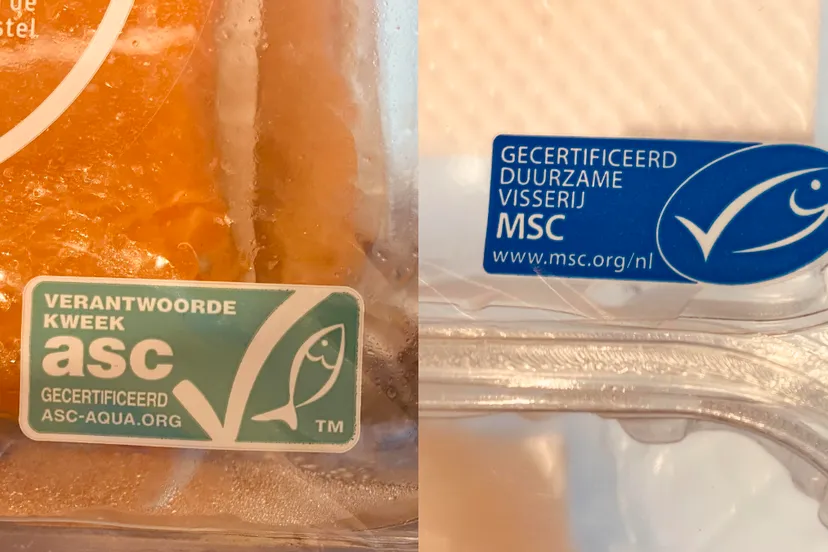 VERANTWOORDE
KWEEK
asc
GECERTIFICEERD
ASC-AQUA.ORG
TM
GECERTIFICEERD
DUURZAME
VISSERIJ
MSC
www.msc.org/nl